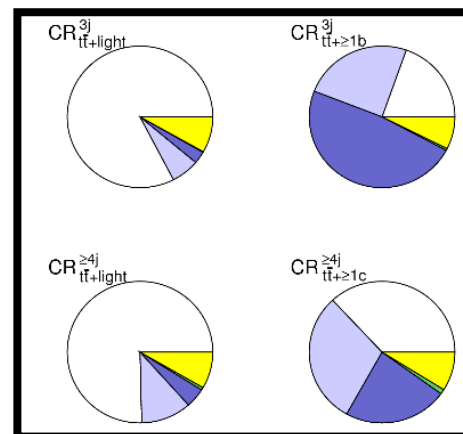 CR 3j tt̄+light
CR 3j tt̄+≥1b
CR ≥4j tt̄+light
CR ≥4j tt̄+≥1c